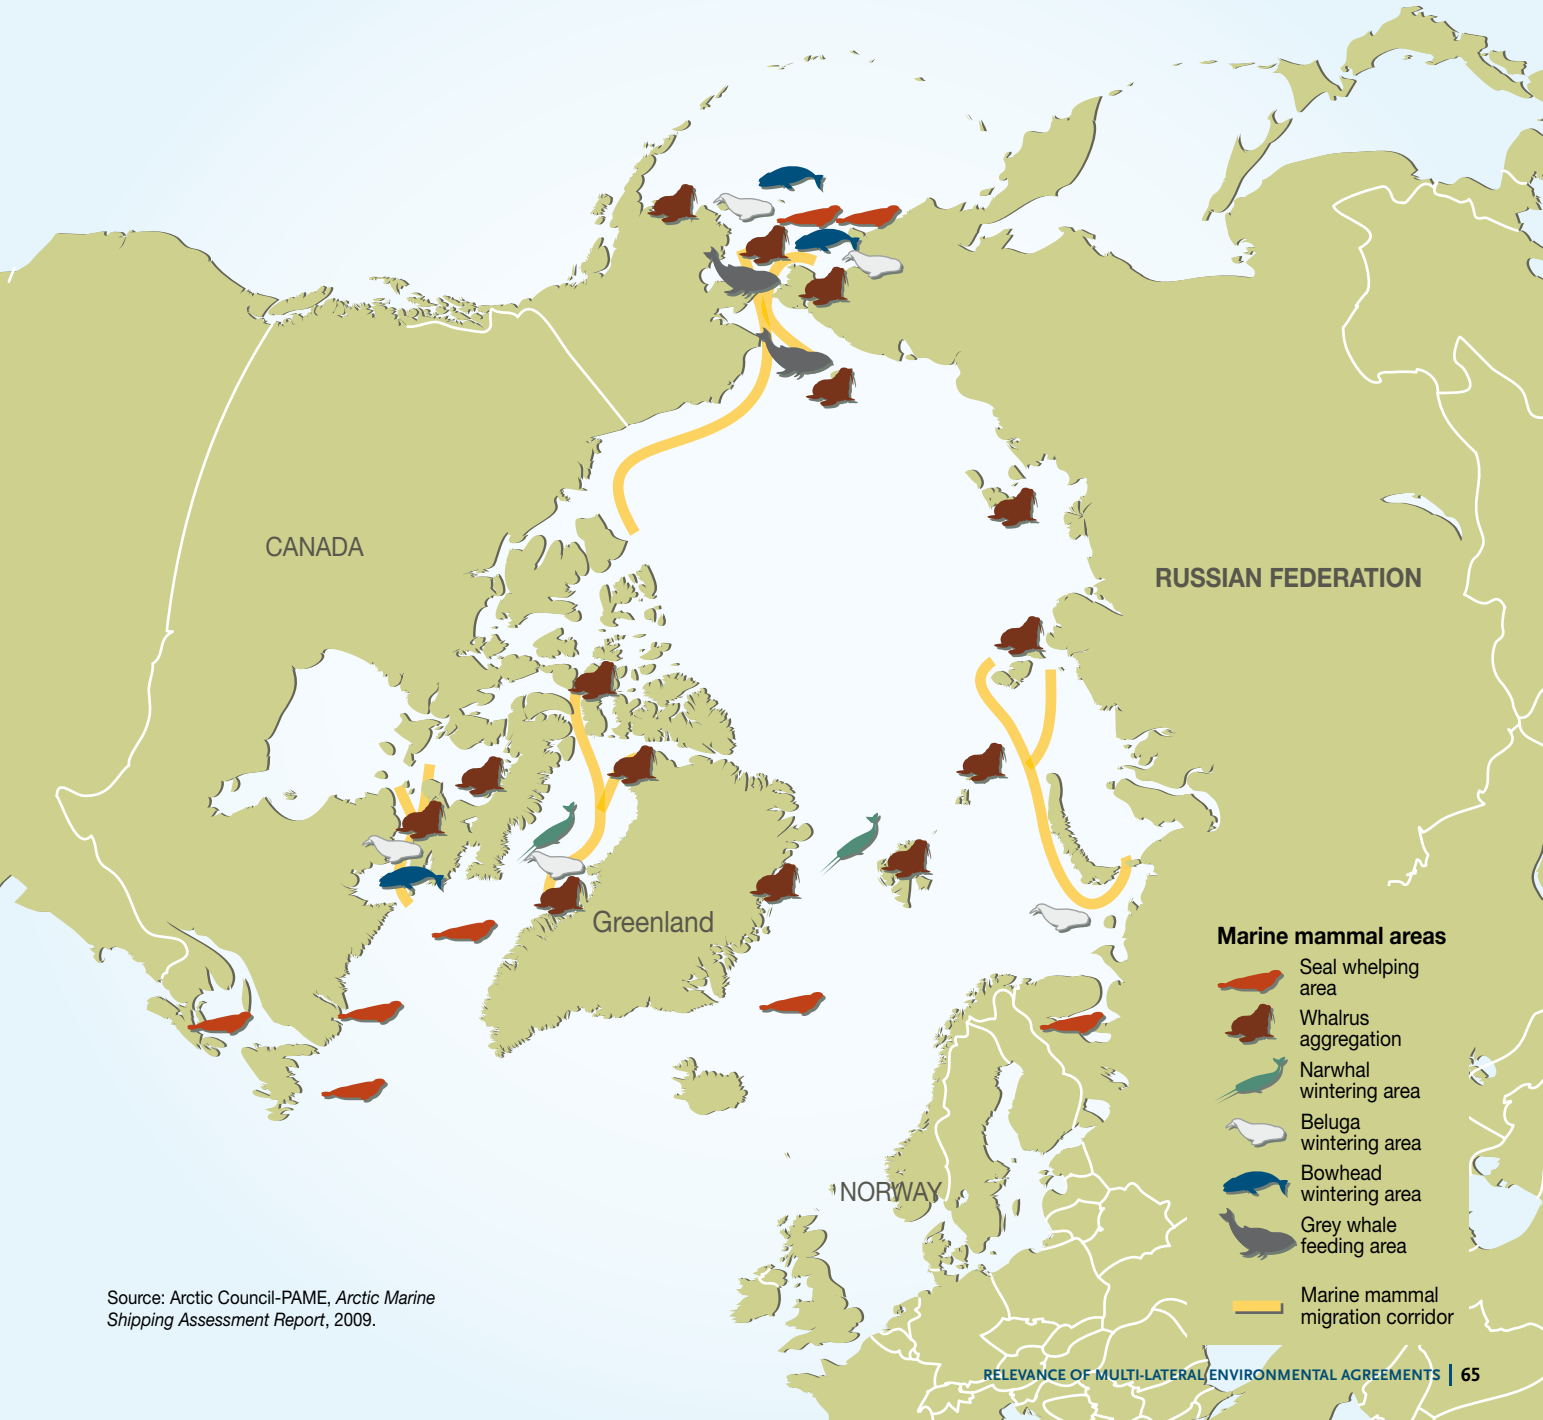 CANADA
RUSSIAN FEDERATION
Greenland
NORWAY
Marine mammal areas
Seal whelping
area
Whalrus
aggregation
Narwhal
wintering area
Beluga
wintering area
Bowhead
wintering area
Grey whale
feeding area
Marine mammal
migration corridor
Source: Arctic Council-PAME, Arctic Marine
Shipping Assessment Report, 2009.
RELEVANCE OF MULTI-LATERAL ENVIRONMENTAL AGREEMENTS | 65